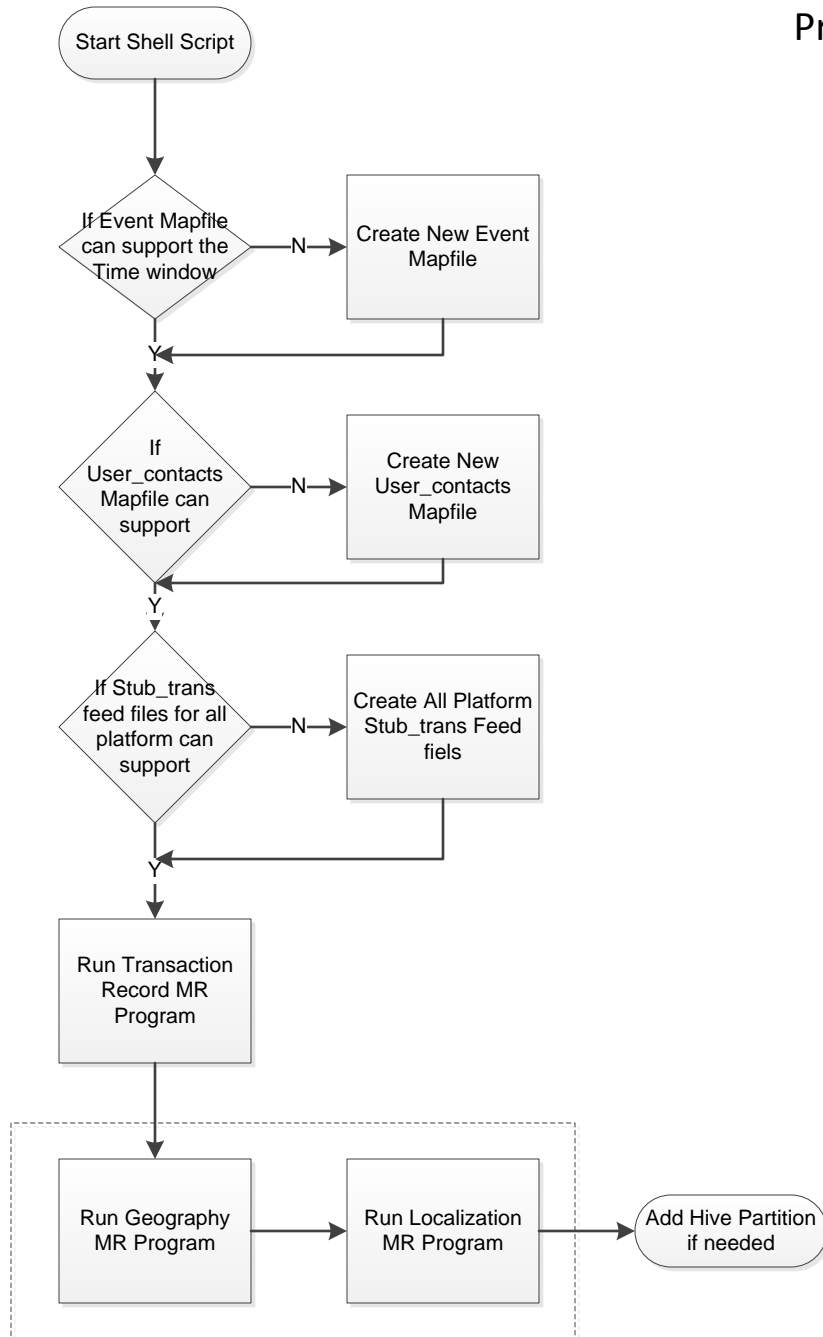 Pr
Start Shell Script
If Event Mapfile
can support the
Time window
N
Create New Event
Mapfile
Y
If
User_contacts
Mapfile can
support
N
Create New
User_contacts
Mapfile
Y
If Stub_trans
feed files for all
platform can
support
N
Create All Platform
Stub_trans Feed
fiels
Y
Run Transaction
Record MR
Program
Run Geography
MR Program
Run Localization
MR Program
Add Hive Partition
if needed